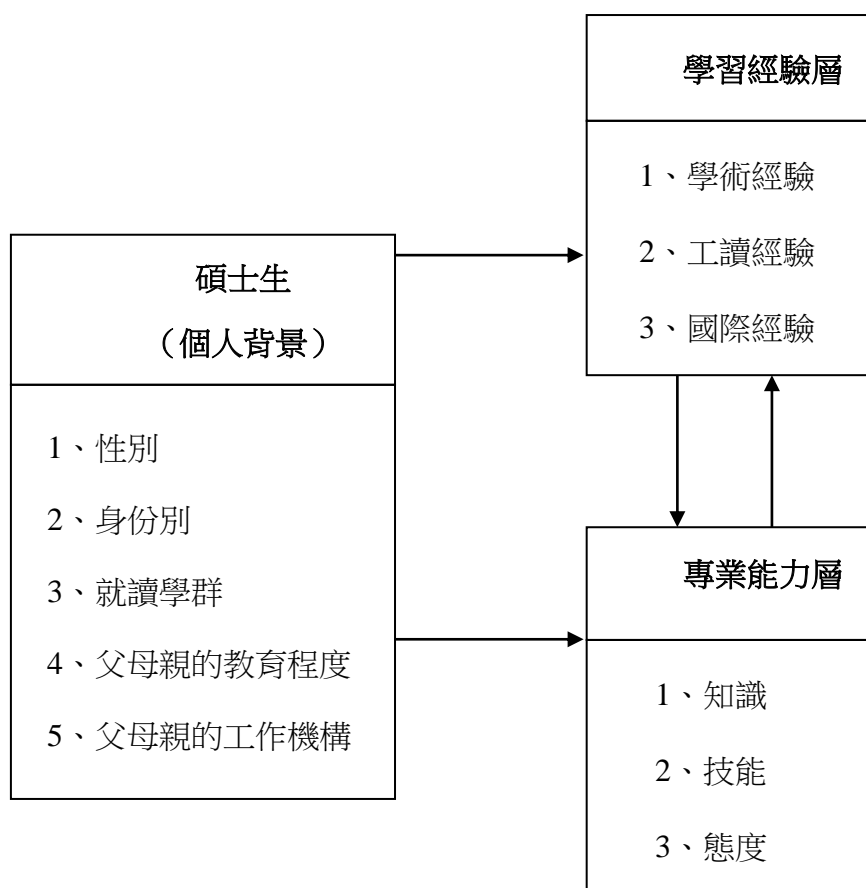 學習經驗層
1、學術經驗
2、工讀經驗
3、國際經驗
碩士生
（個人背景）
1、性別
2、身份別
3、就讀學群
4、父母親的教育程度
5、父母親的工作機構
專業能力層
1、知識
2、技能
3、態度